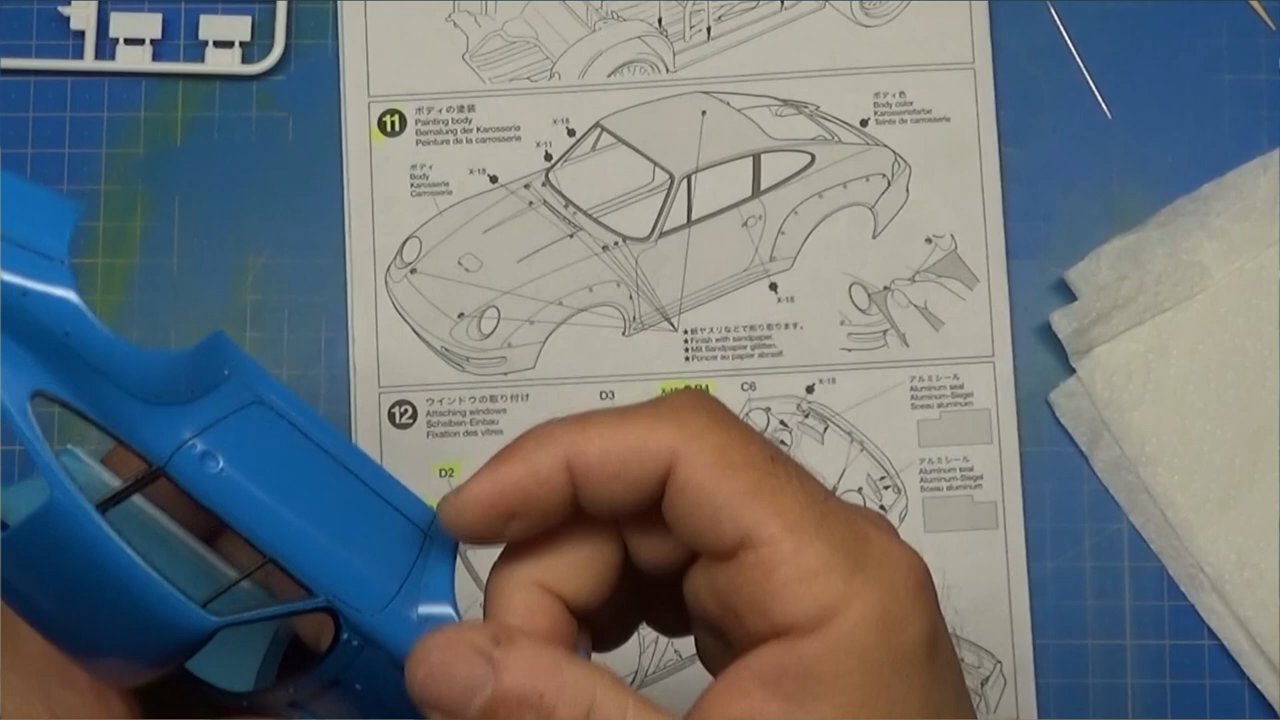 11
ボディの塗装
Painting body
Bemalung der Karosserie
Peinture de la carrosserie
ボディ
Body
Karosserie
Carrosserie
X-18
X-11
X-18
ボディ色
Body color
Karosseriefarbe
Teinte de carrosserie
X-18
★紙ヤスリなどで削り取ります。
★Finish with sandpaper.
★Mit Sandpapier glätten.
★Poncer au papier abrasif.
12
ウインドウの取り付け
Attaching windows
Scheiben-Einbau
Fixation des vitres
D3
C6
X-18
D2
アルミシール
Aluminum seal
Aluminum-Siegel
Sceau aluminum
アルミシール
Aluminum seal
Aluminum-Siegel
Sceau aluminum